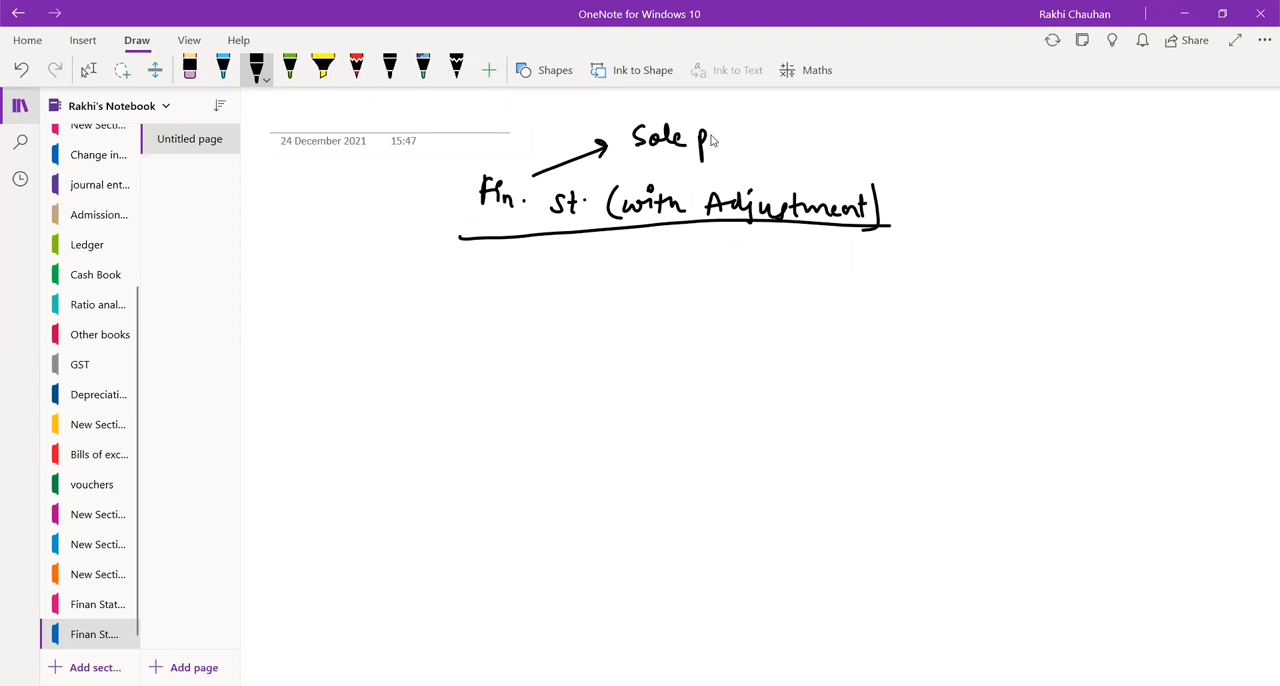 OneNote for Windows 10
Rakhi Chauhan
Home Insert Draw View Help
Share
Shapes Ink to Shape Ink to Text Maths
Rakhi's Notebook
New Secti...
Change in...
journal ent...
Admission...
Ledger
Cash Book
Ratio anal...
Other books
GST
Depreciati...
New Secti...
Bills of exc...
vouchers
New Secti...
New Secti...
New Secti...
Finan Stat...
Finan St....
Add sect...
Untitled page
Add page
24 December 2021 15:47
Sole p
Fin. St. (with Adjustment)